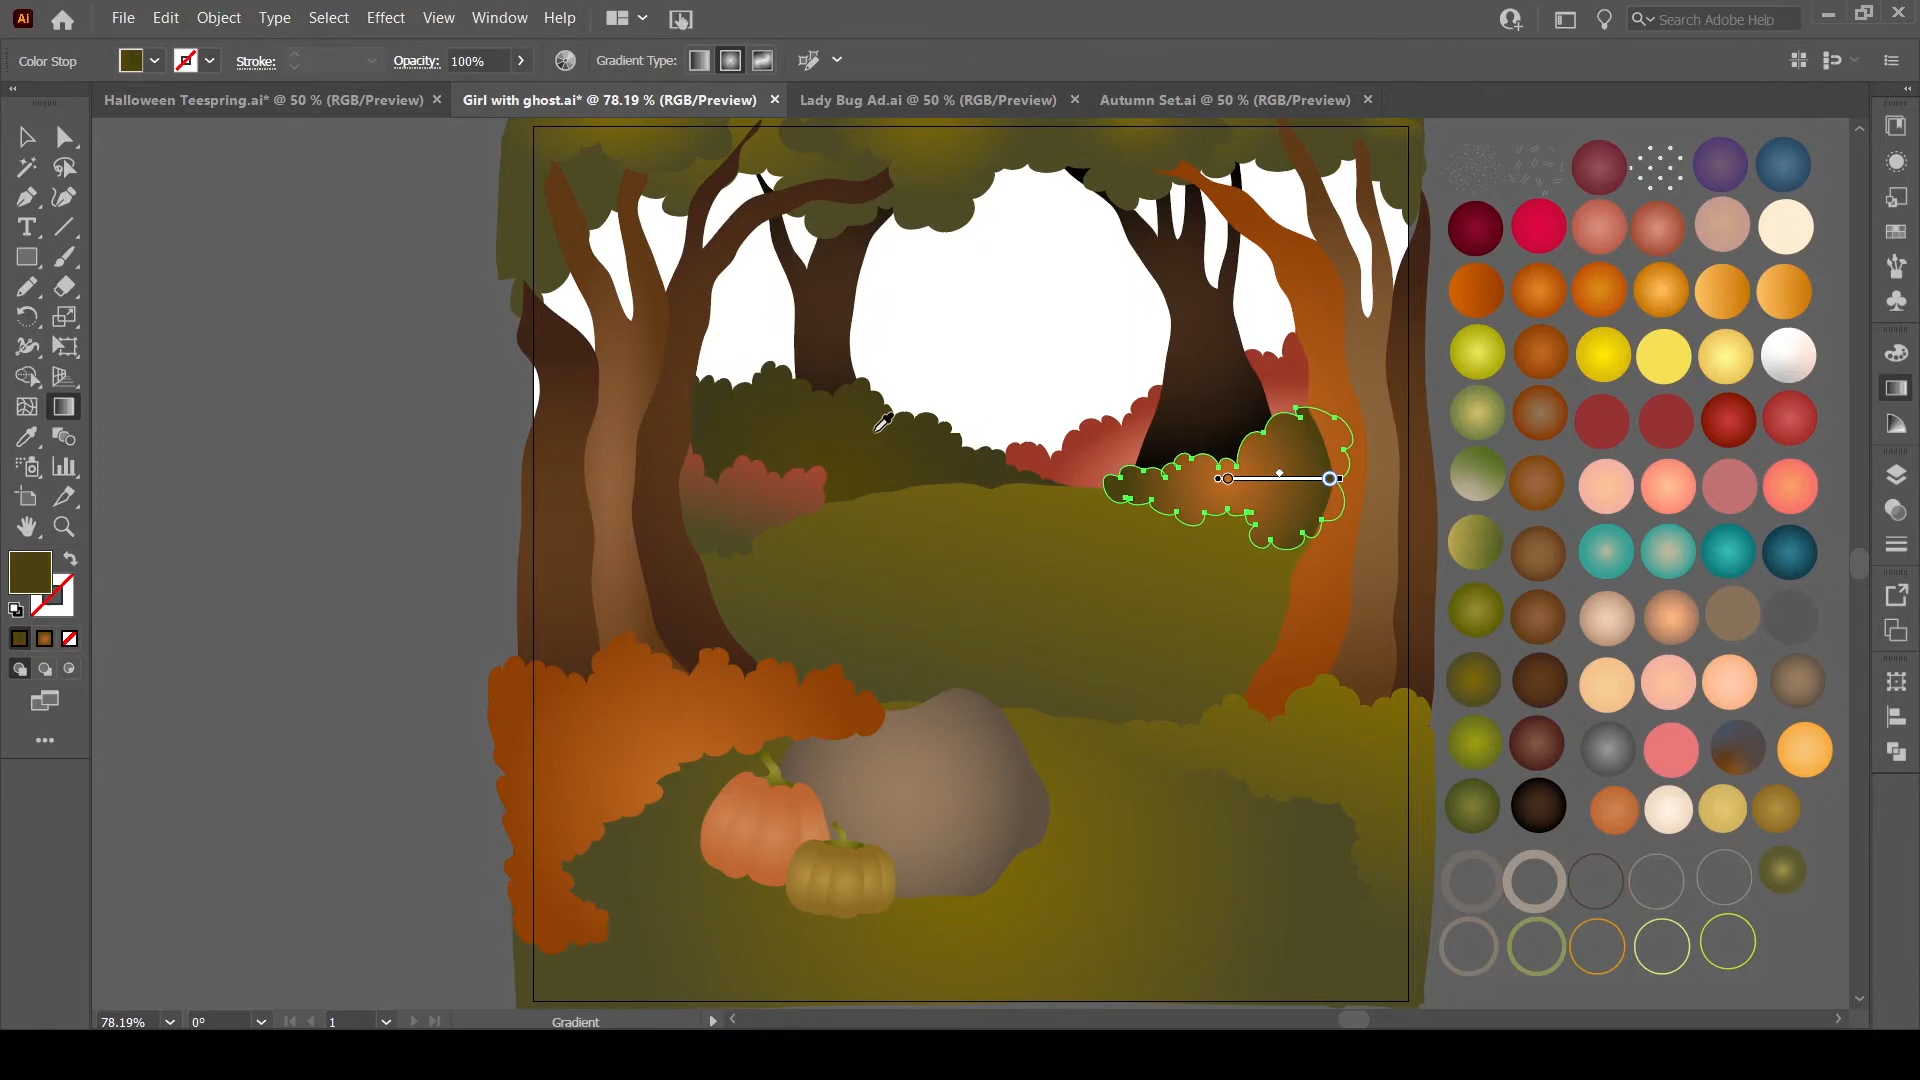 Ai File Edit Object Type Select Effect View Window Help Search Adobe Help
Color Stop Stroke: Opacity: 100% Gradient Type:
Halloween Teespring.ai* @ 50 % (RGB/Preview) × Girl with ghost.ai* @ 78.19 % (RGB/Preview) × Lady Bug Ad.ai @ 50 % (RGB/Preview) × Autumn Set.ai @ 50 % (RGB/Preview) ×
78.19% 0° 1 Gradient